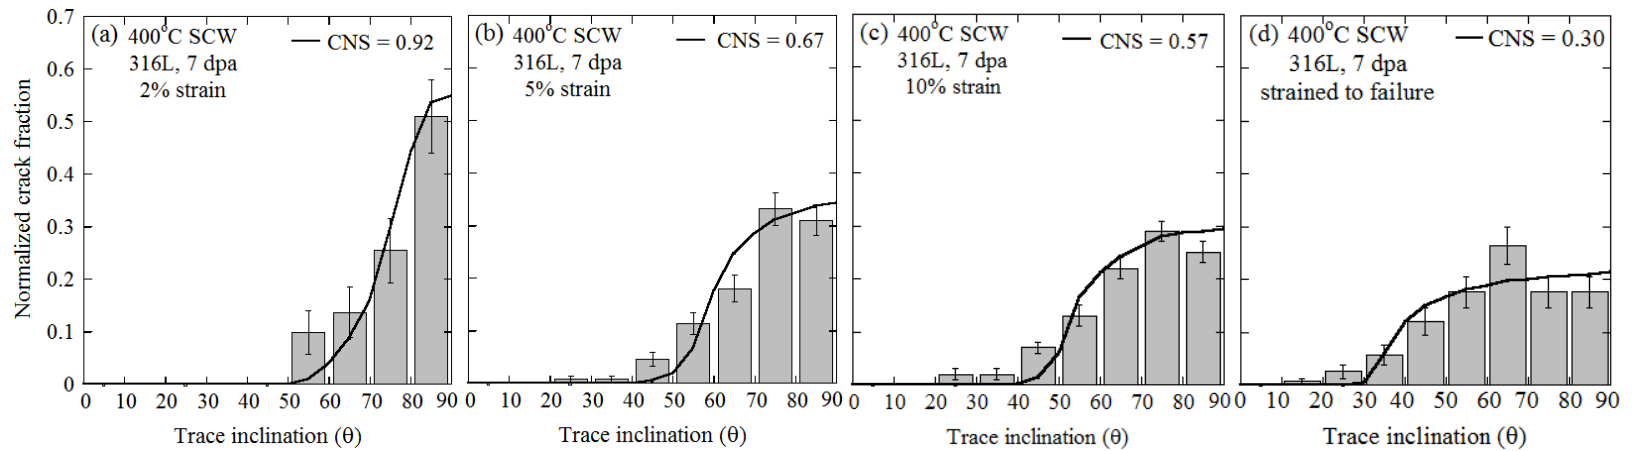 Normalized crack fraction
0.7
0.6
0.5
0.4
0.3
0.2
0.1
0
(a) 400°C SCW
316L, 7 dpa
2% strain
CNS = 0.92
0 10 20 30 40 50 60 70 80 90
Trace inclination (θ)
(b) 400°C SCW
316L, 7 dpa
5% strain
CNS = 0.67
0 10 20 30 40 50 60 70 80 90
Trace inclination (θ)
(c) 400°C SCW
316L, 7 dpa
10% strain
CNS = 0.57
0 10 20 30 40 50 60 70 80 90
Trace inclination (θ)
(d) 400°C SCW
316L, 7 dpa
strained to failure
CNS = 0.30
0 10 20 30 40 50 60 70 80 90
Trace inclination (θ)